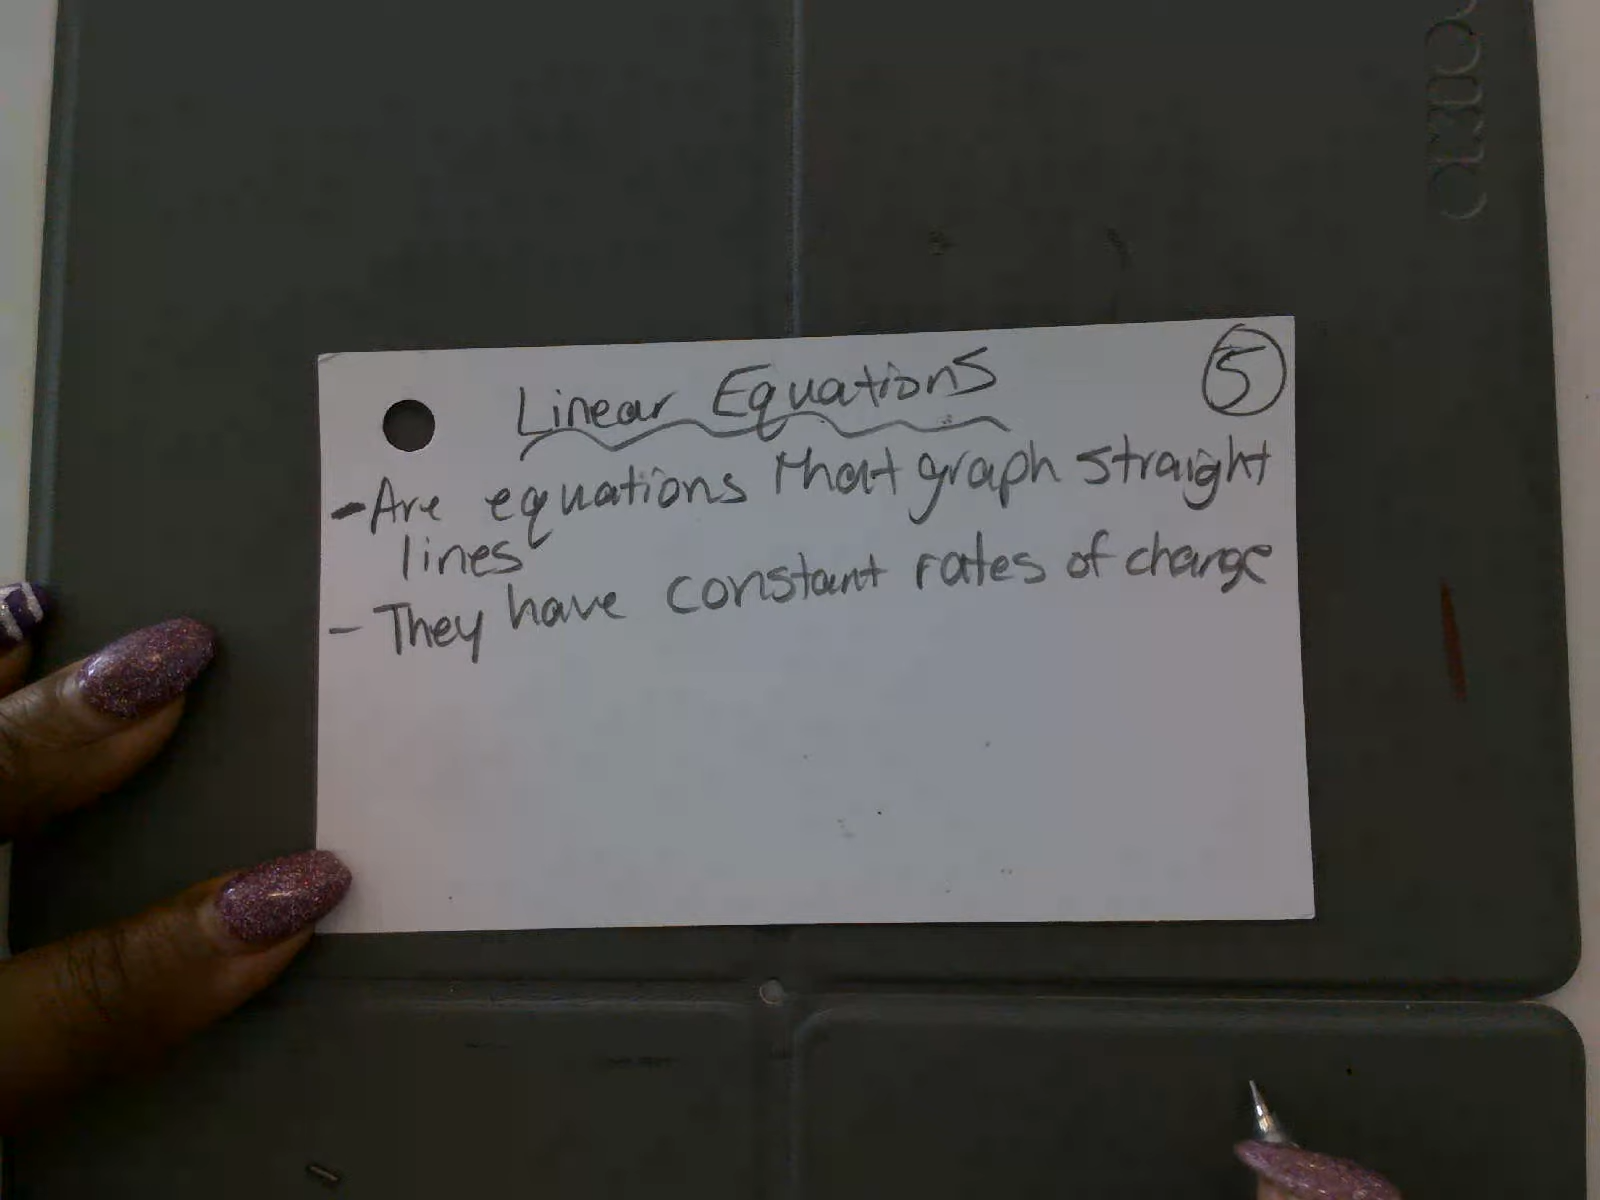 Linear Equations
5
- Are equations that graph straight
lines
- They have constant rates of change